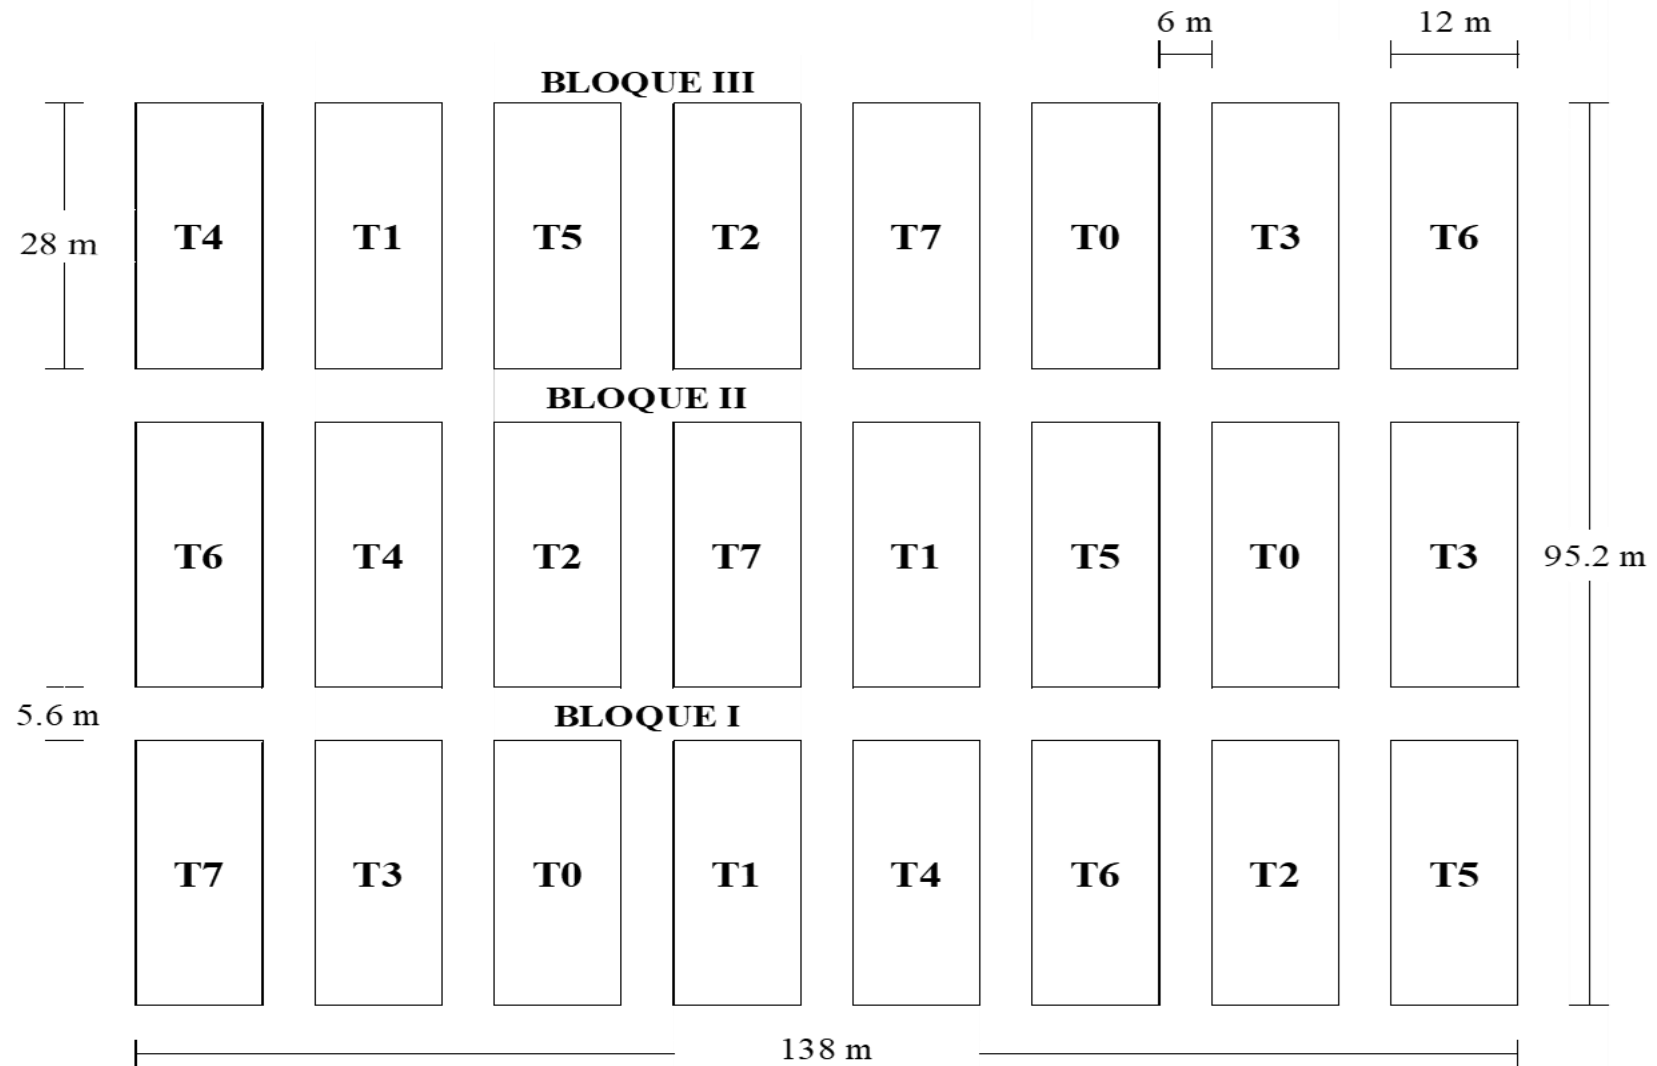 6 m 12 m
BLOQUE III
28 m T4 T1 T5 T2 T7 T0 T3 T6
BLOQUE II
T6 T4 T2 T7 T1 T5 T0 T3 95.2 m
5.6 m BLOQUE I
T7 T3 T0 T1 T4 T6 T2 T5
138 m